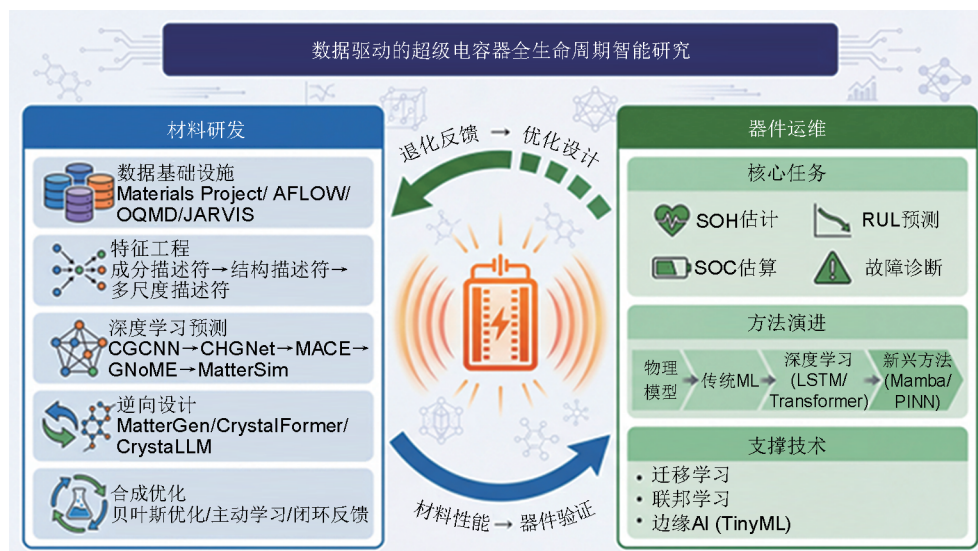 数据驱动的超级电容器全生命周期智能研究
材料研发
数据基础设施
Materials Project/ AFLOW/
OQMD/JARVIS
特征工程
成分描述符→结构描述符→
多尺度描述符
深度学习预测
CGCNN→CHGNet→MACE→
GNoME→MatterSim
逆向设计
MatterGen/CrystalFormer/
CrystaLLM
合成优化
贝叶斯优化/主动学习/闭环反馈
退化反馈 → 优化设计
材料性能 → 器件验证
器件运维
核心任务
SOH估计
RUL预测
SOC估算
故障诊断
方法演进
物理
模型
传统ML
深度学习
(LSTM/
Transformer)
新兴方法
(Mamba/
PINN)
支撑技术
• 迁移学习
• 联邦学习
• 边缘AI (TinyML)